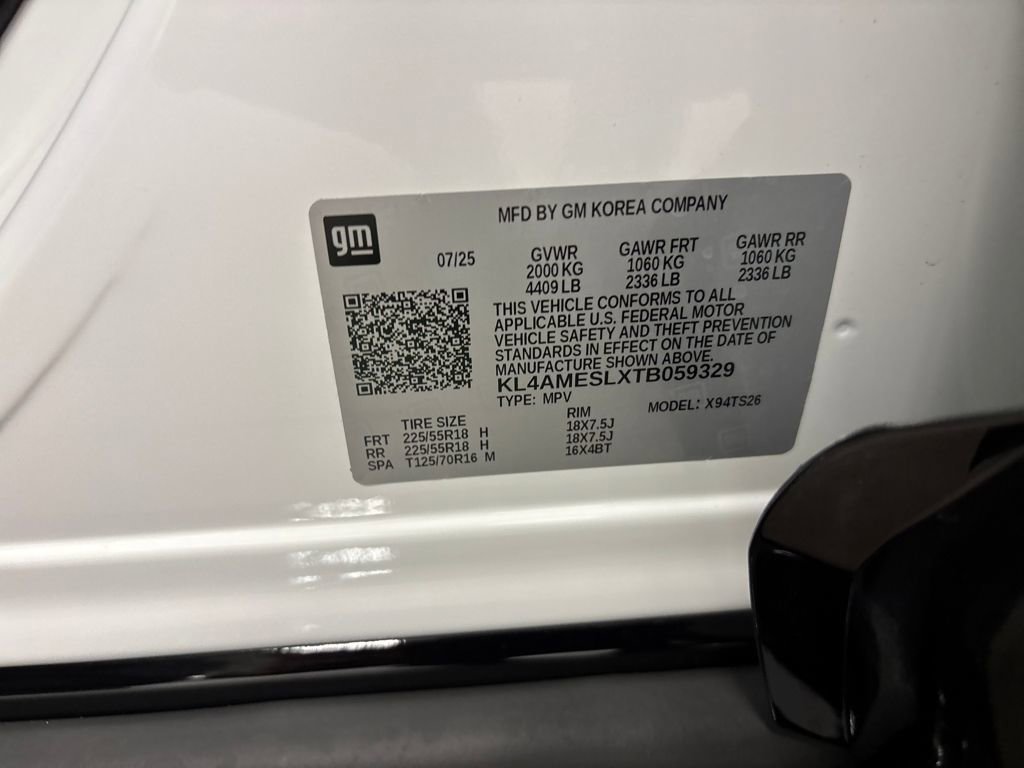 gm
MFD BY GM KOREA COMPANY
07/25
GVWR
2000 KG
4409 LB
GAWR FRT
1060 KG
2336 LB
GAWR RR
1060 KG
2336 LB
THIS VEHICLE CONFORMS TO ALL
APPLICABLE U.S. FEDERAL MOTOR
VEHICLE SAFETY AND THEFT PREVENTION
STANDARDS IN EFFECT ON THE DATE OF
MANUFACTURE SHOWN ABOVE.
KL4AMESLXTB059329
TYPE: MPV
MODEL: X94TS26
TIRE SIZE RIM
FRT 225/55R18 H 18X7.5J
RR 225/55R18 H 18X7.5J
SPA T125/70R16 M 16X4BT